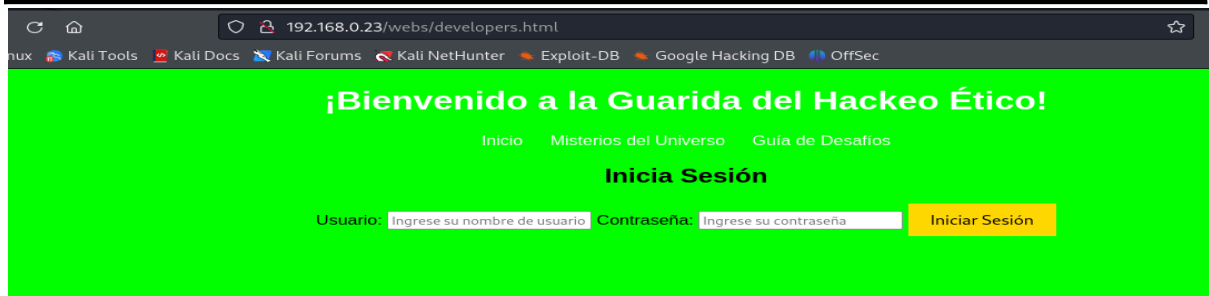 192.168.0.23/webs/developers.html
nux Kali Tools Kali Docs Kali Forums Kali NetHunter Exploit-DB Google Hacking DB OffSec
¡Bienvenido a la Guarida del Hackeo Ético!
Inicio Misterios del Universo Guía de Desafíos
Inicia Sesión
Usuario: Ingrese su nombre de usuario Contraseña: Ingrese su contraseña Iniciar Sesión